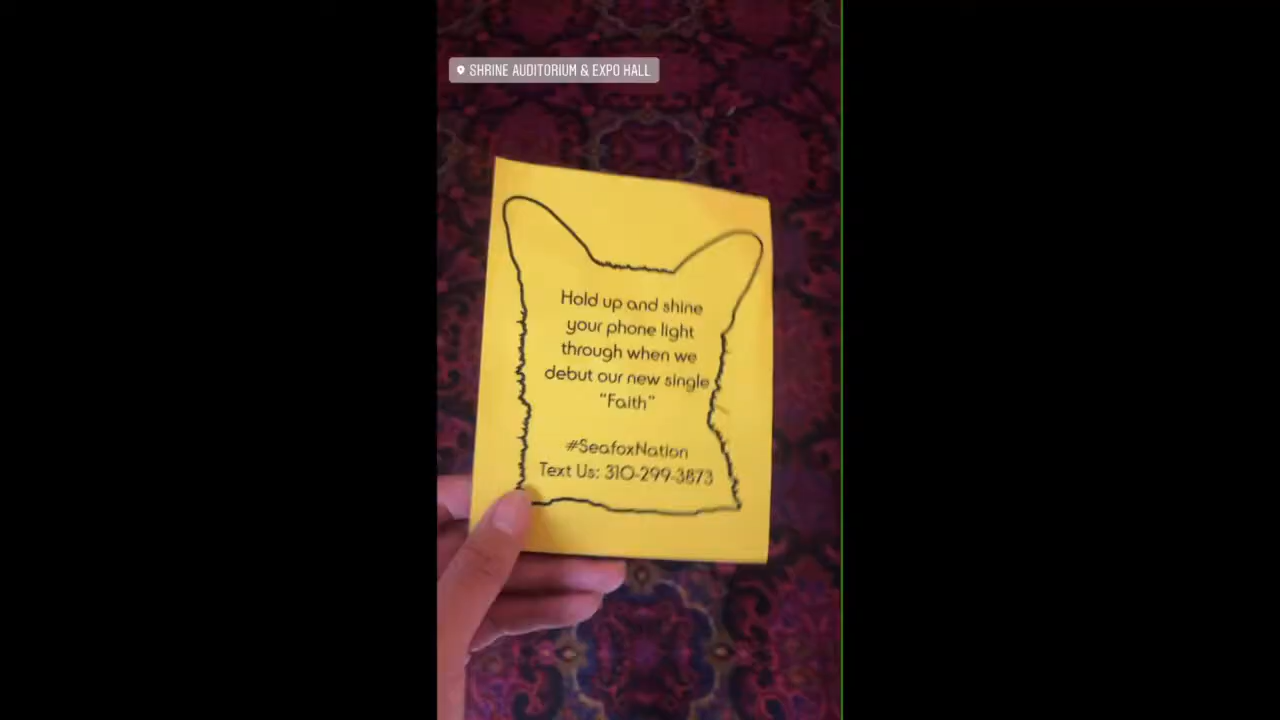 SHRINE AUDITORIUM & EXPO HALL
Hold up and shine
your phone light
through when we
debut our new single
"Faith"
#SeafoxNation
Text Us: 310-299-3873